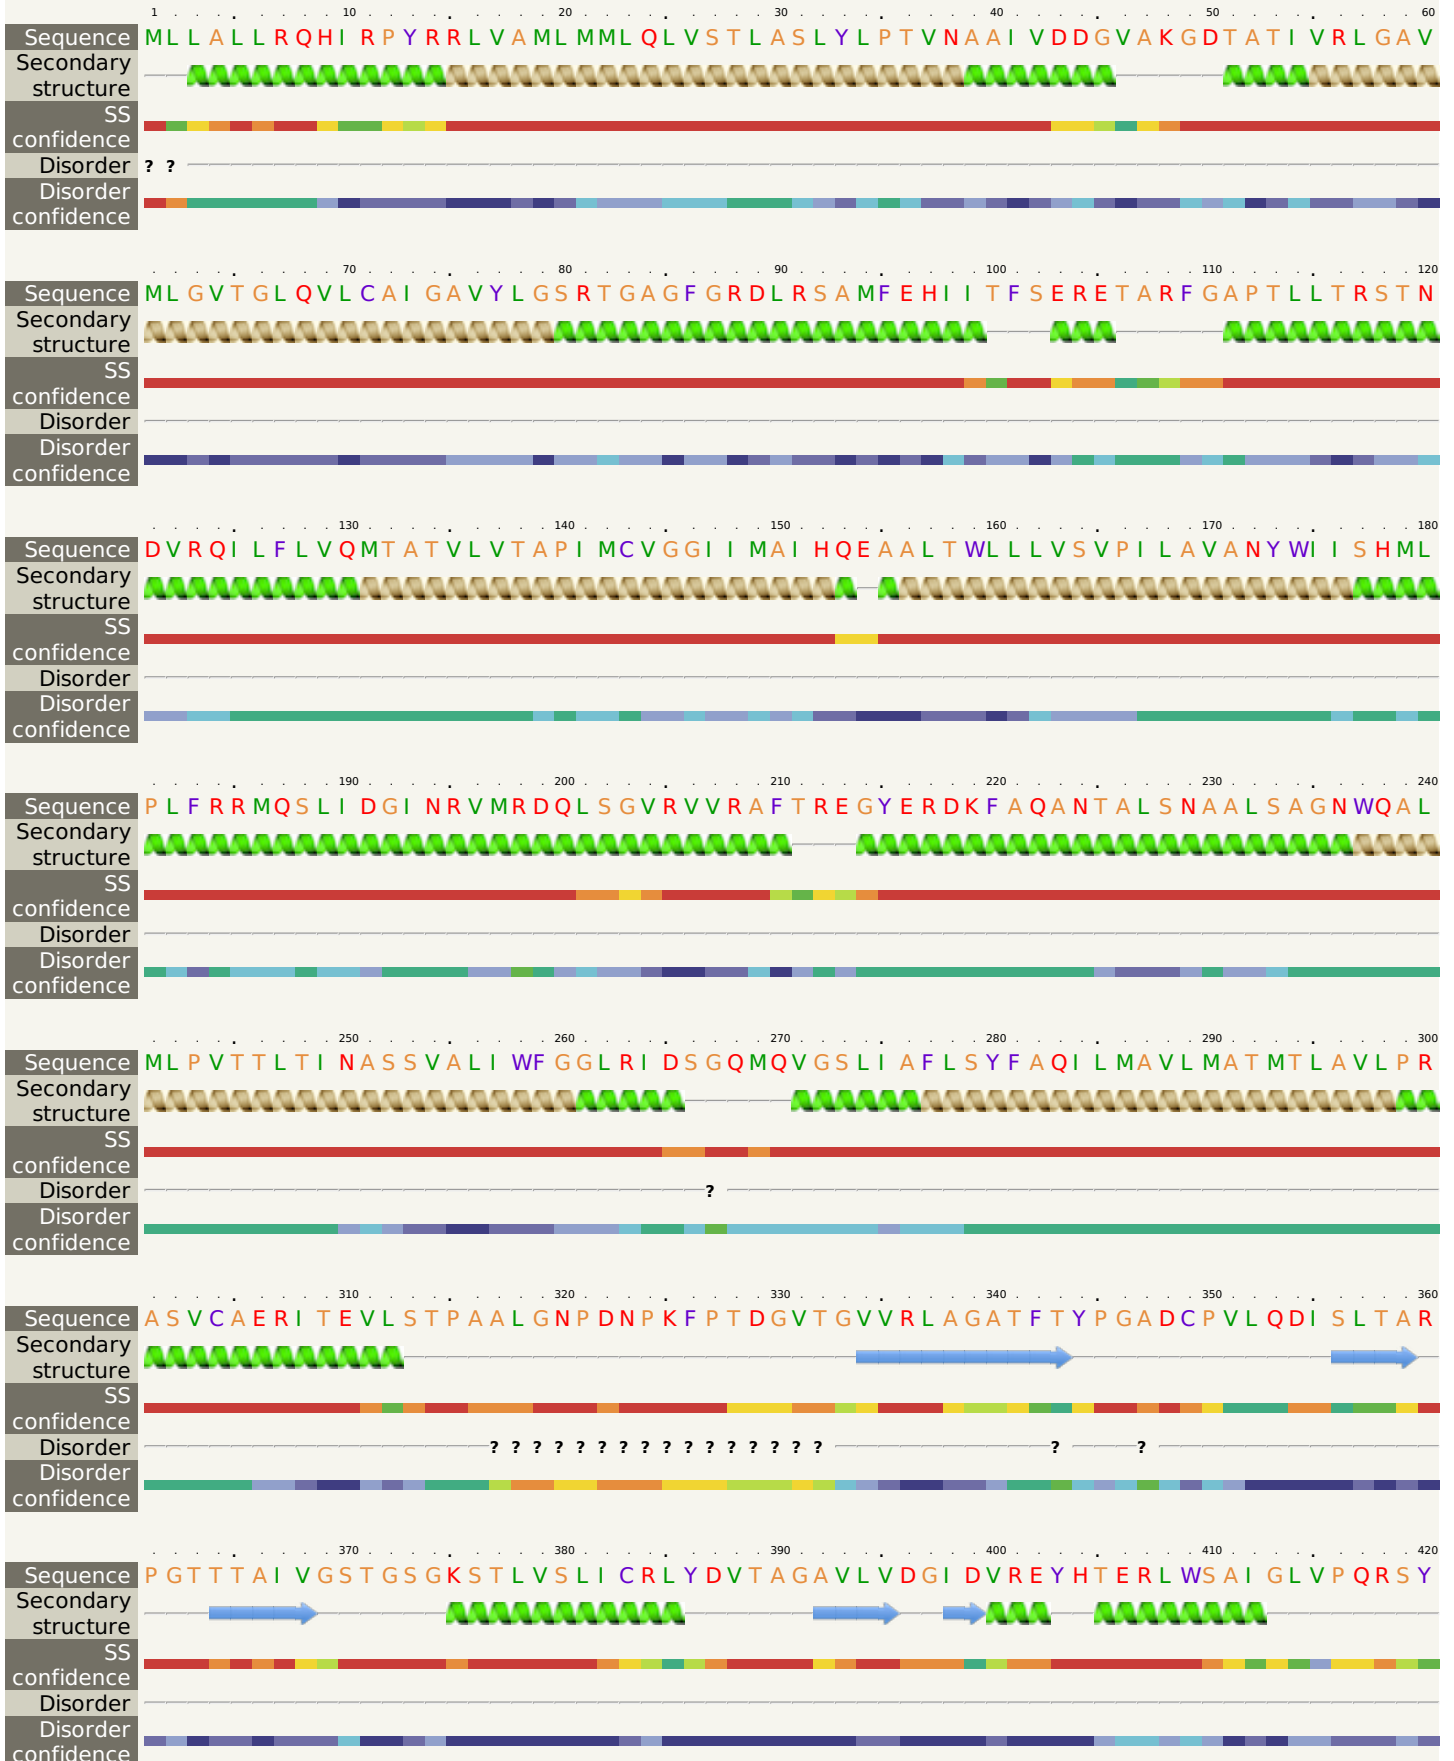 1 10 20 30 40 50 60
Sequence MLLALLRQHIRPYRRLVAMLMMLQLVSTLASLYLPTVNAAIVDDGVAKGDTATIVRLGAV
Secondary
structure
SS
confidence
Disorder ? ?
Disorder
confidence
70 80 90 100 110 120
Sequence MLGVTGLQVLCAIGAVYLGSRTGAGFGRDLRSAMFEHIITFSERETARFGAPTLLTRSTN
Secondary
structure
SS
confidence
Disorder
Disorder
confidence
130 140 150 160 170 180
Sequence DVRQILFLVQMTATVLVTAPIMCVGGIIMAIHQEAALTWLLLVSVPILAVANYWIISHML
Secondary
structure
SS
confidence
Disorder
Disorder
confidence
190 200 210 220 230 240
Sequence PLFRRMQSLIDGINRVMRDQLSGVRVVRAFTREGYERDKFAQANTALSNAALSAGNWQAL
Secondary
structure
SS
confidence
Disorder
Disorder
confidence
250 260 270 280 290 300
Sequence MLPVTTLTINASSVALIWFGGLRIDSGQMQVGSLIAFLSYFAQILMAVLMATMTLAVLPR
Secondary
structure
SS
confidence
Disorder ?
Disorder
confidence
310 320 330 340 350 360
Sequence ASVCAERITEVLSTPAALGNPDNPKFPTDGVTGVVRLAGATFTYPGADCPVLQDISLTAR
Secondary
structure
SS
confidence
Disorder ? ? ? ? ? ? ? ? ? ? ? ? ? ? ? ? ? ?
Disorder
confidence
370 380 390 400 410 420
Sequence PGTTTAIVGSTGSGKSTLVSLICRLYDVTAGAVLVDGIDVREYHTERLWSAIGLVPQRSY
Secondary
structure
SS
confidence
Disorder
Disorder
confidence